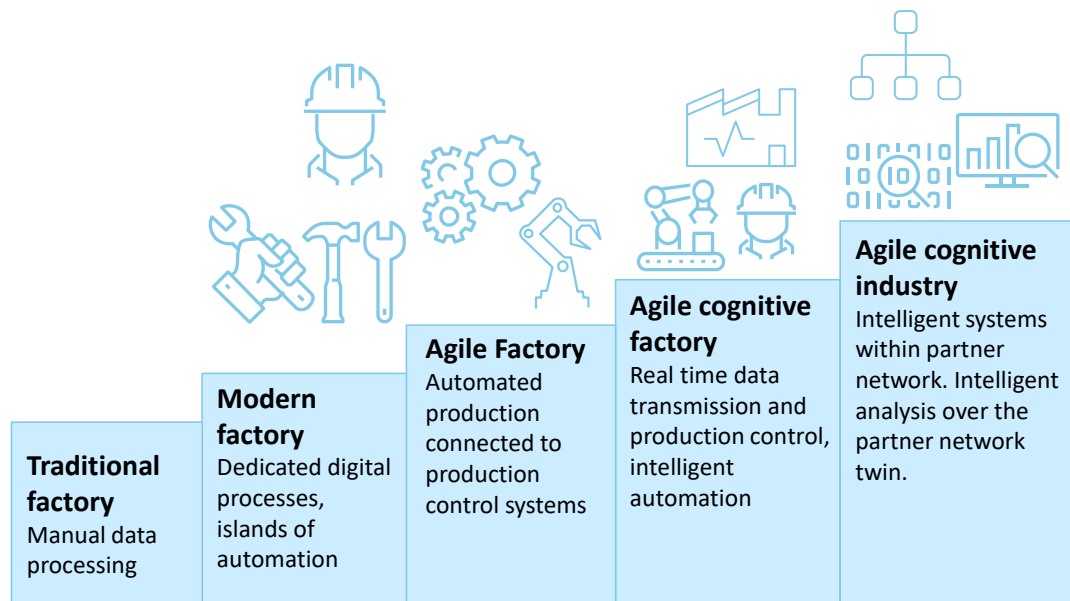 Traditional
factory
Manual data
processing
Modern
factory
Dedicated digital
processes,
islands of
automation
Agile Factory
Automated
production
connected to
production
control systems
Agile cognitive
factory
Real time data
transmission and
production control,
intelligent
automation
Agile cognitive
industry
Intelligent systems
within partner
network. Intelligent
analysis over the
partner network
twin.